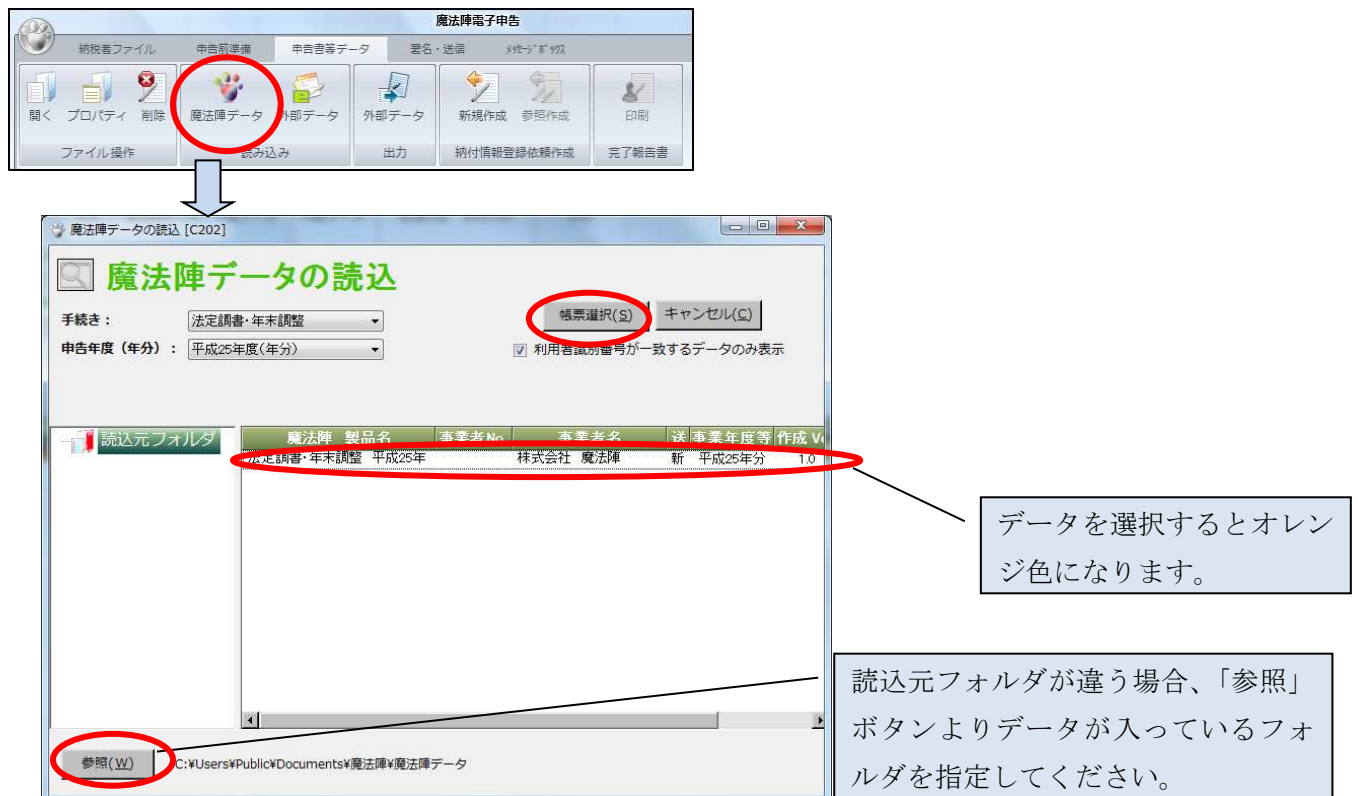 魔法陣電子申告
納税者ファイル 申告前準備 申告書等データ 署名・送信 ﾒｯｾｰｼﾞﾎﾞｯｸｽ
開く プロパティ 削除 魔法陣データ 外部データ 外部データ 新規作成 参照作成 印刷
ファイル操作 読み込み 出力 納付情報登録依頼作成 完了報告書
魔法陣データの読込 [C202]
魔法陣データの読込
帳票選択(S) キャンセル(C)
手続き： 法定調書・年末調整
申告年度（年分）： 平成25年度(年分) 利用者識別番号が一致するデータのみ表示
読込元フォルダ 魔法陣 製品名 事業者No 事業者名 送 事業年度等 作成 V
法定調書・年末調整 平成25年 株式会社 魔法陣 新 平成25年分 1.0
データを選択するとオレン
ジ色になります。
読込元フォルダが違う場合、「参照」
ボタンよりデータが入っているフォ
ルダを指定してください。
参照(W) C:¥Users¥Public¥Documents¥魔法陣¥魔法陣データ